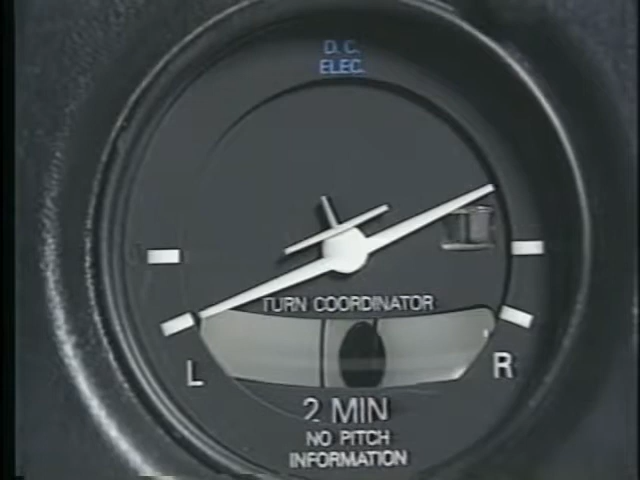 D.C.
ELEC.
TURN COORDINATOR
L
R
2 MIN
NO PITCH
INFORMATION